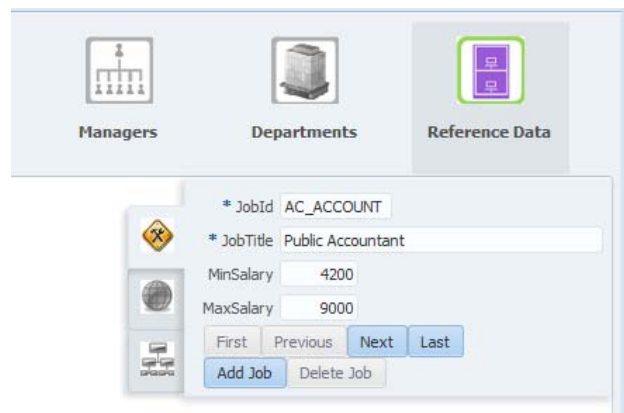 Managers Departments Reference Data
* JobId AC_ACCOUNT
* JobTitle Public Accountant
MinSalary 4200
MaxSalary 9000
First Previous Next Last
Add Job Delete Job